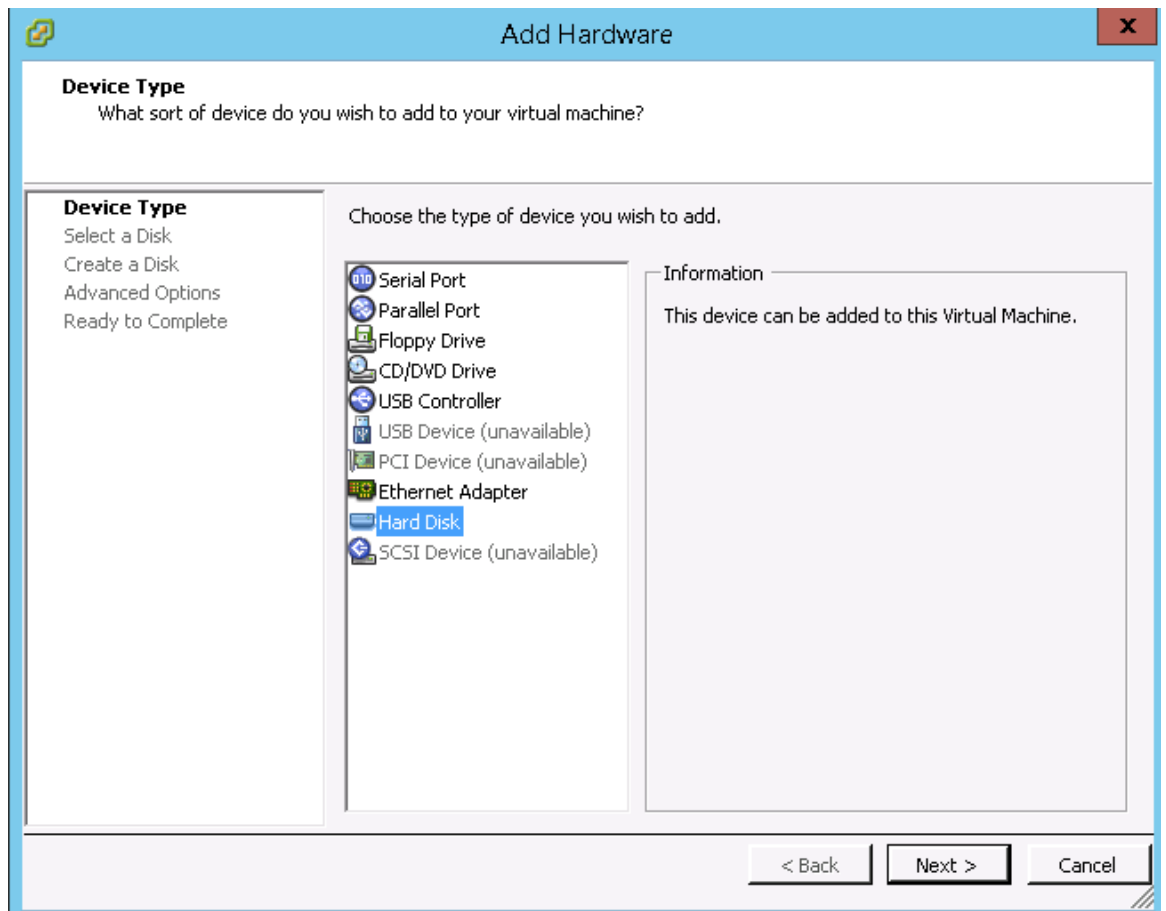 Add Hardware
x
Device Type
What sort of device do you wish to add to your virtual machine?
Device Type
Select a Disk
Create a Disk
Advanced Options
Ready to Complete
Choose the type of device you wish to add.
010 Serial Port
Parallel Port
Floppy Drive
CD/DVD Drive
USB Controller
USB Device (unavailable)
PCI Device (unavailable)
Ethernet Adapter
Hard Disk
SCSI Device (unavailable)
Information
This device can be added to this Virtual Machine.
< Back
Next >
Cancel